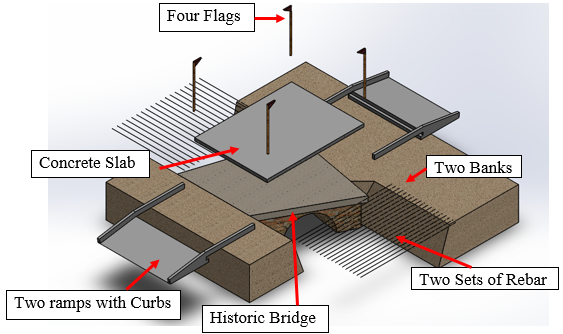 Four Flags
Concrete Slab
Two Banks
Two Sets of Rebar
Two ramps with Curbs
Historic Bridge